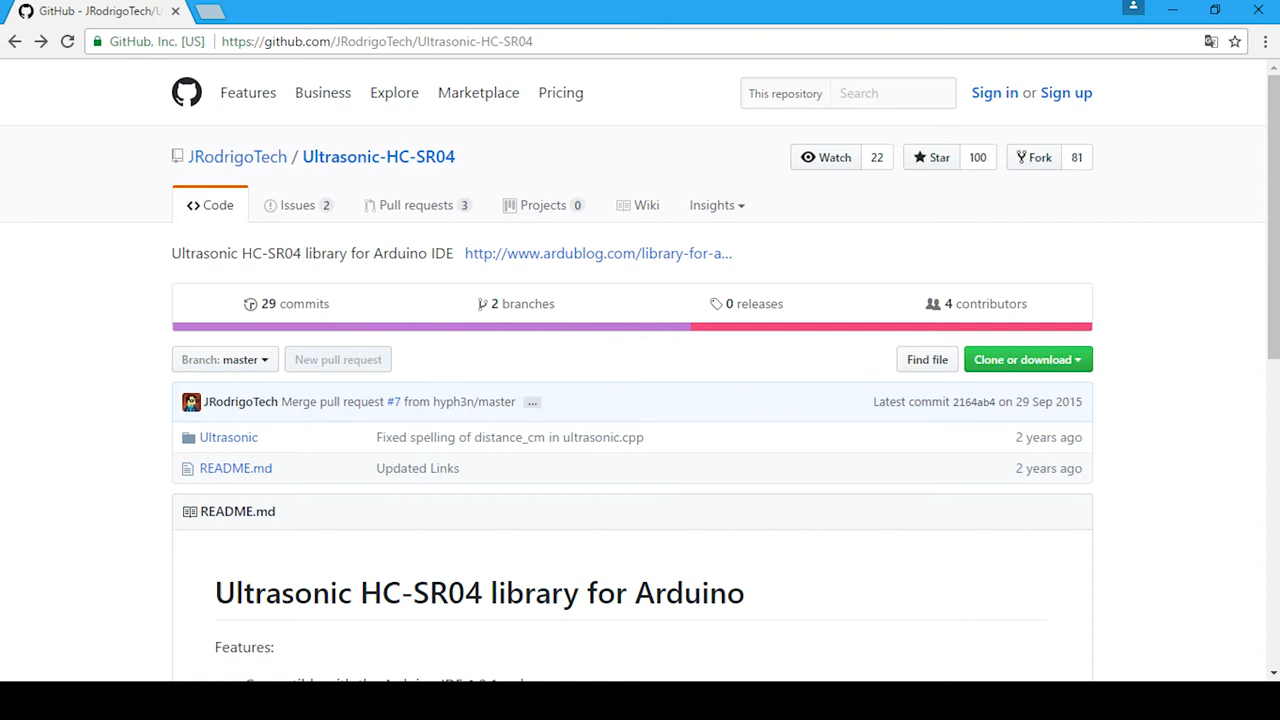 GitHub - JRodrigoTech/U
GitHub, Inc. [US] https://github.com/JRodrigoTech/Ultrasonic-HC-SR04
Features Business Explore Marketplace Pricing This repository Search Sign in or Sign up
JRodrigoTech / Ultrasonic-HC-SR04 Watch 22 Star 100 Fork 81
Code Issues 2 Pull requests 3 Projects 0 Wiki Insights
Ultrasonic HC-SR04 library for Arduino IDE http://www.ardublog.com/library-for-a...
29 commits 2 branches 0 releases 4 contributors
Branch: master New pull request Find file Clone or download
JRodrigoTech Merge pull request #7 from hyph3n/master ... Latest commit 2164ab4 on 29 Sep 2015
Ultrasonic Fixed spelling of distance_cm in ultrasonic.cpp 2 years ago
README.md Updated Links 2 years ago
README.md
Ultrasonic HC-SR04 library for Arduino
Features: